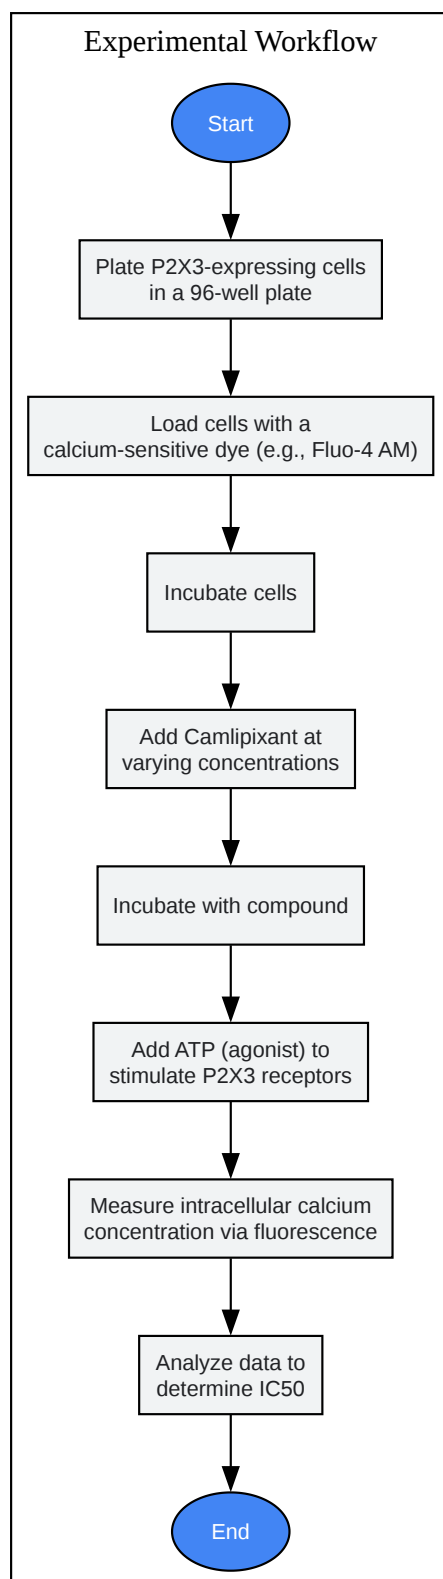 Experimental Workflow
Start
Plate P2X3-expressing cells
in a 96-well plate
Load cells with a
calcium-sensitive dye (e.g., Fluo-4 AM)
Incubate cells
Add Camlipixant at
varying concentrations
Incubate with compound
Add ATP (agonist) to
stimulate P2X3 receptors
Measure intracellular calcium
concentration via fluorescence
Analyze data to
determine IC50
End